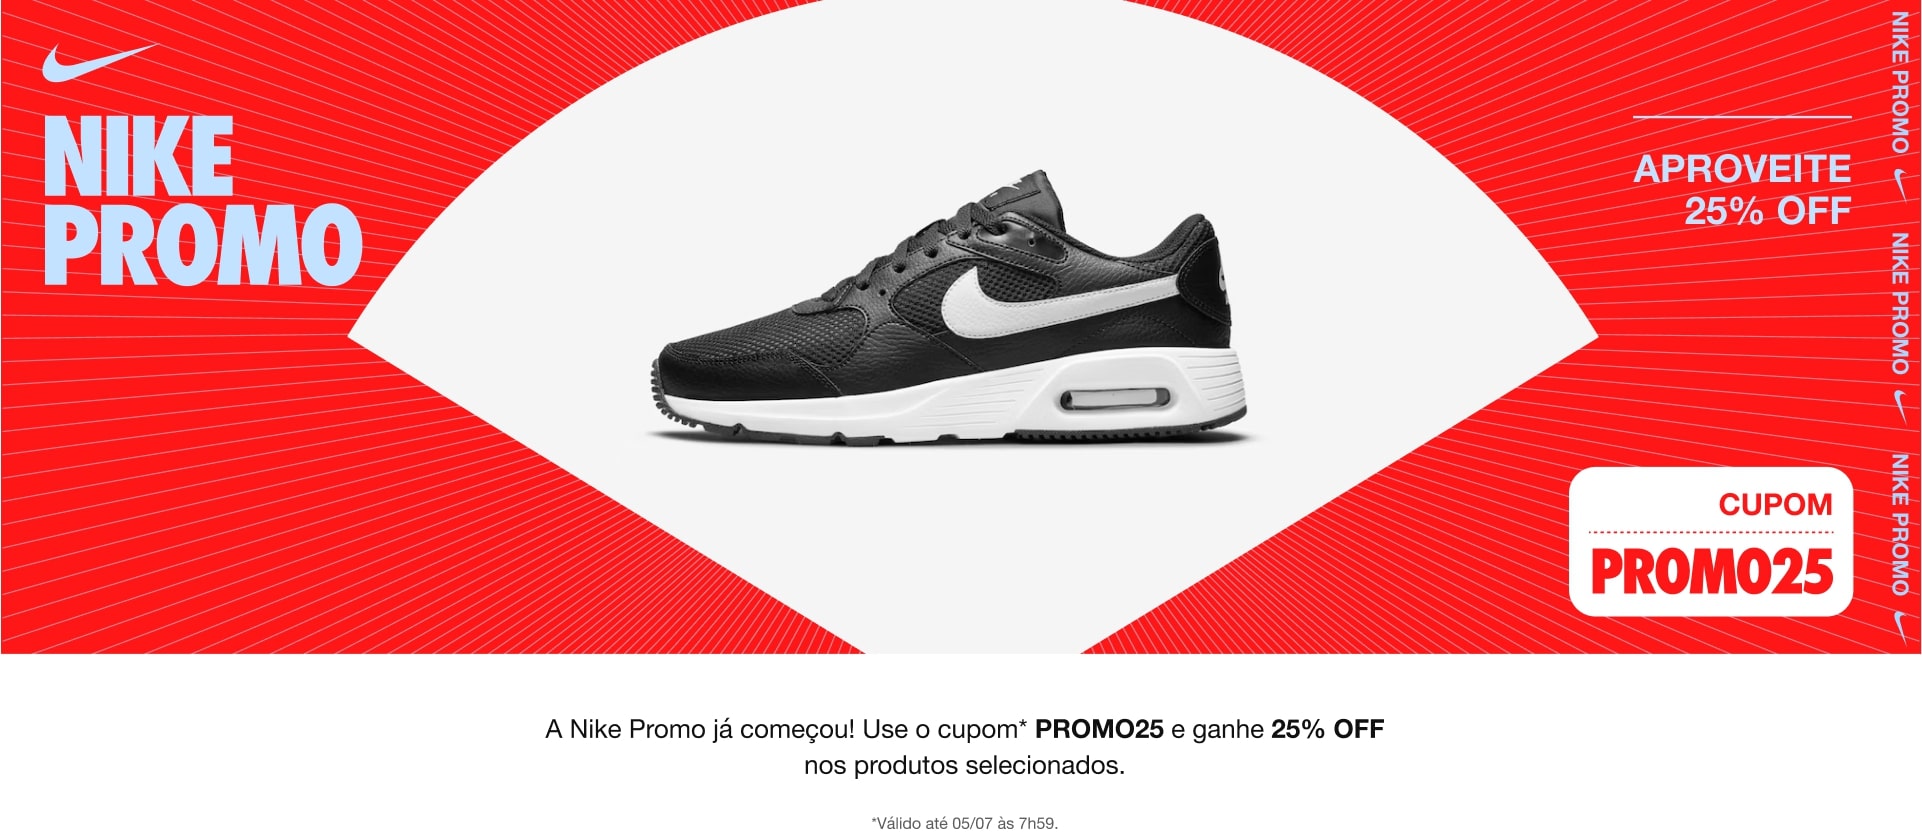 NIKE
PROMO
APROVEITE
25% OFF
CUPOM
PROMO25
NIKE PROMO
NIKE PROMO
NIKE PROMO
A Nike Promo já começou! Use o cupom* PROMO25 e ganhe 25% OFF
nos produtos selecionados.
*Válido até 05/07 às 7h59.